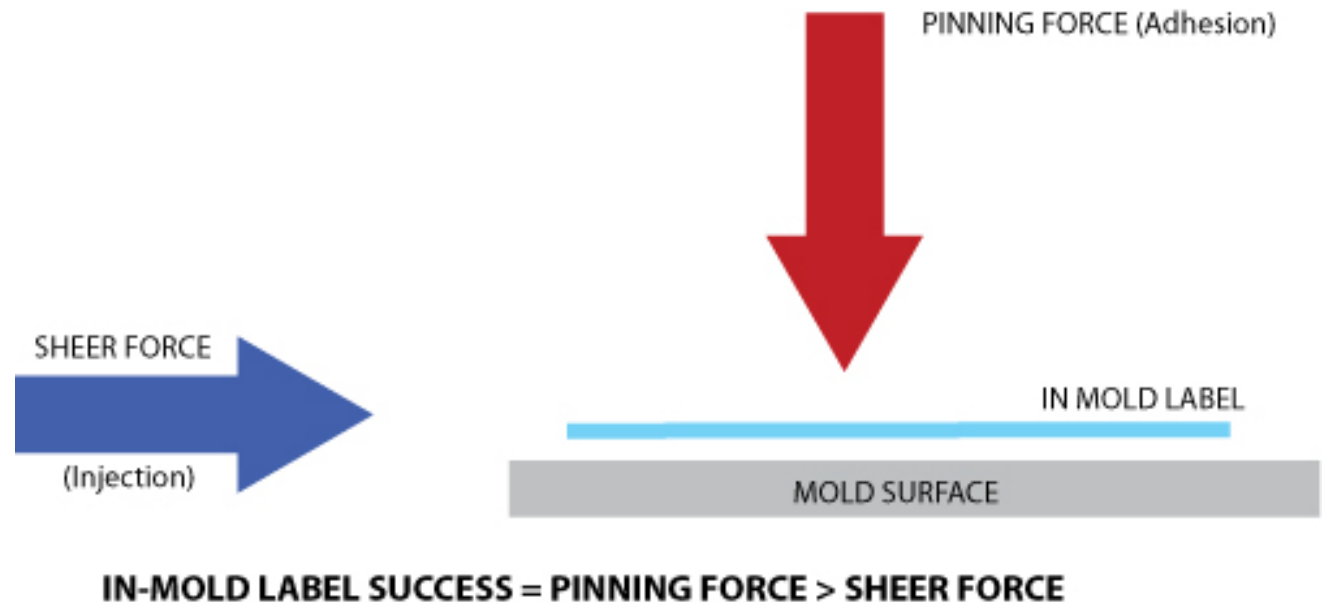 PINNING FORCE (Adhesion)
SHEER FORCE
(Injection)
IN MOLD LABEL
MOLD SURFACE
IN-MOLD LABEL SUCCESS = PINNING FORCE > SHEER FORCE